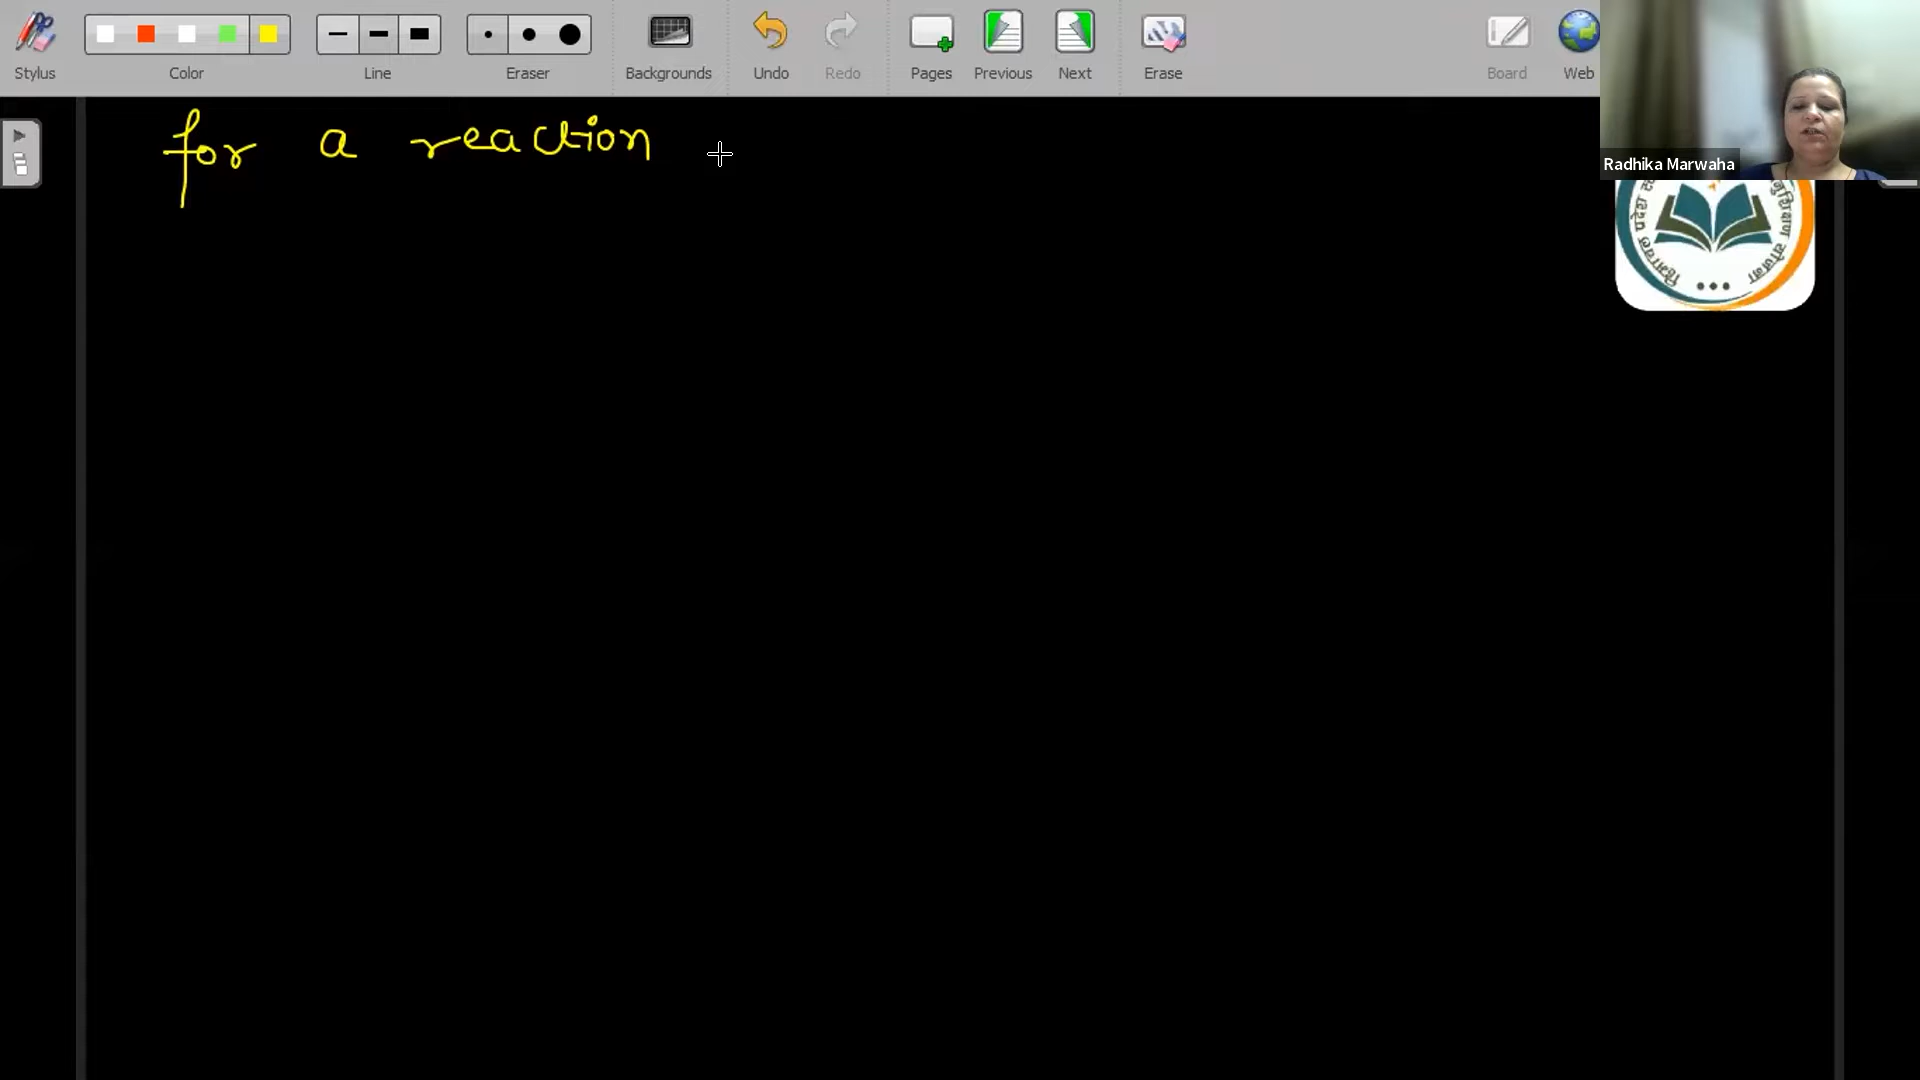 Stylus Color Line Eraser Backgrounds Undo Redo Pages Previous Next Erase Board Web
for a reaction
Radhika Marwaha